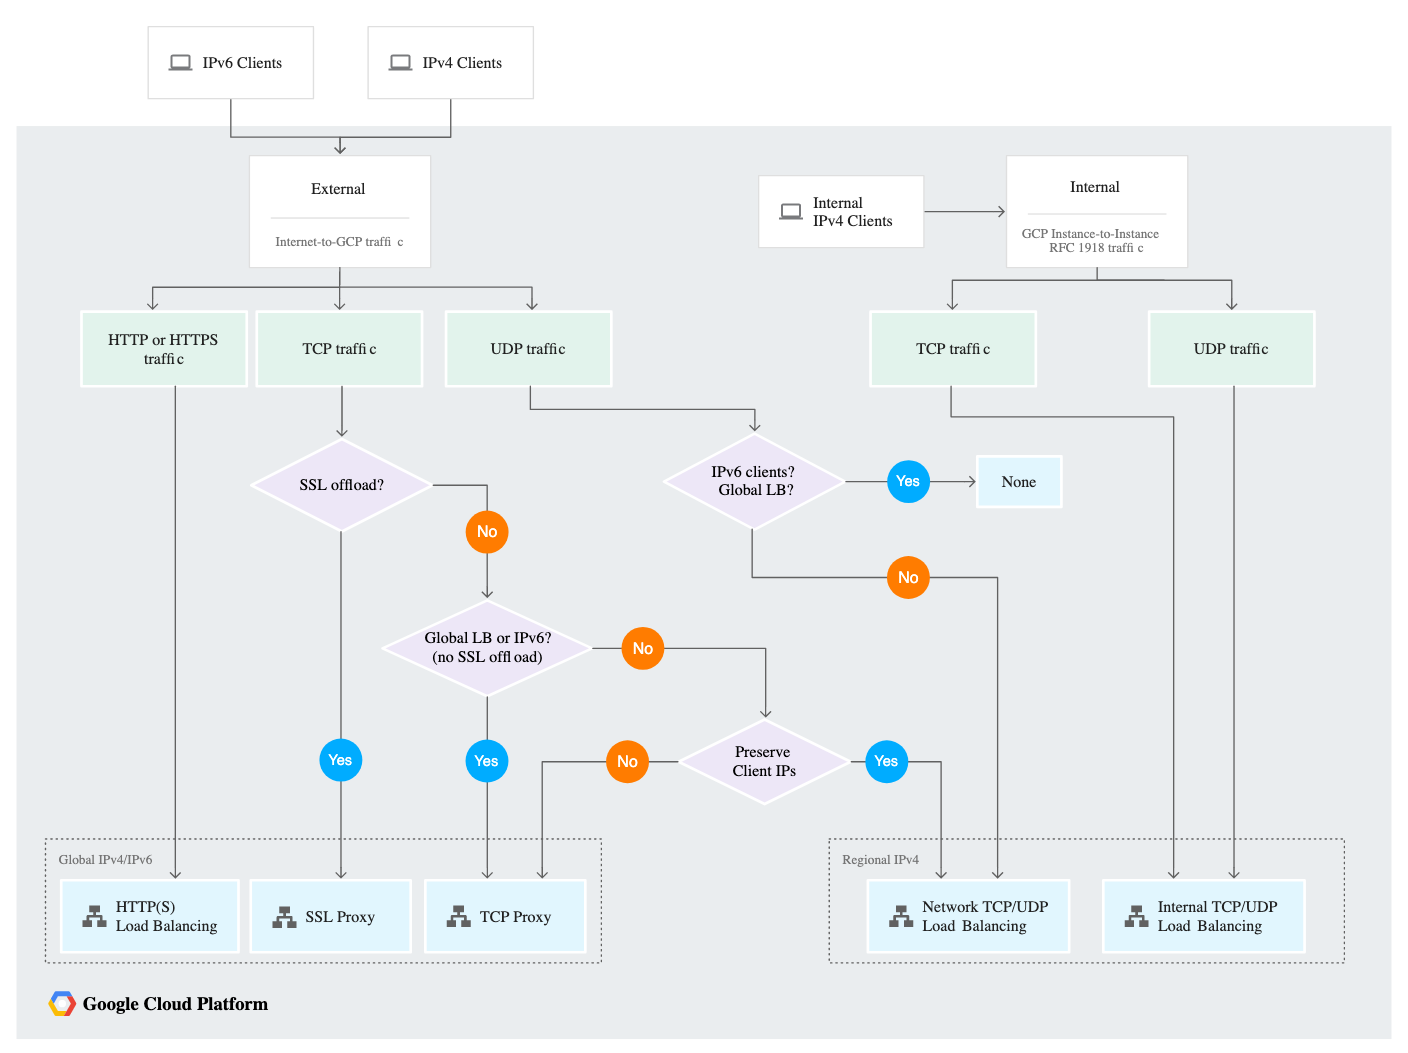 IPv6 Clients
IPv4 Clients
External
Internet-to-GCP traffi c
Internal
IPv4 Clients
Internal
GCP Instance-to-Instance
RFC 1918 traffi c
HTTP or HTTPS
traffi c
TCP traffi c
UDP traffic
TCP traffi c
UDP traffic
SSL offload?
No
IPv6 clients?
Global LB?
Yes
None
No
Global LB or IPv6?
(no SSL offl oad)
No
Yes
Yes
No
Preserve
Client IPs
Yes
Global IPv4/IPv6
HTTP(S)
Load Balancing
SSL Proxy
TCP Proxy
Regional IPv4
Network TCP/UDP
Load Balancing
Internal TCP/UDP
Load Balancing
Google Cloud Platform